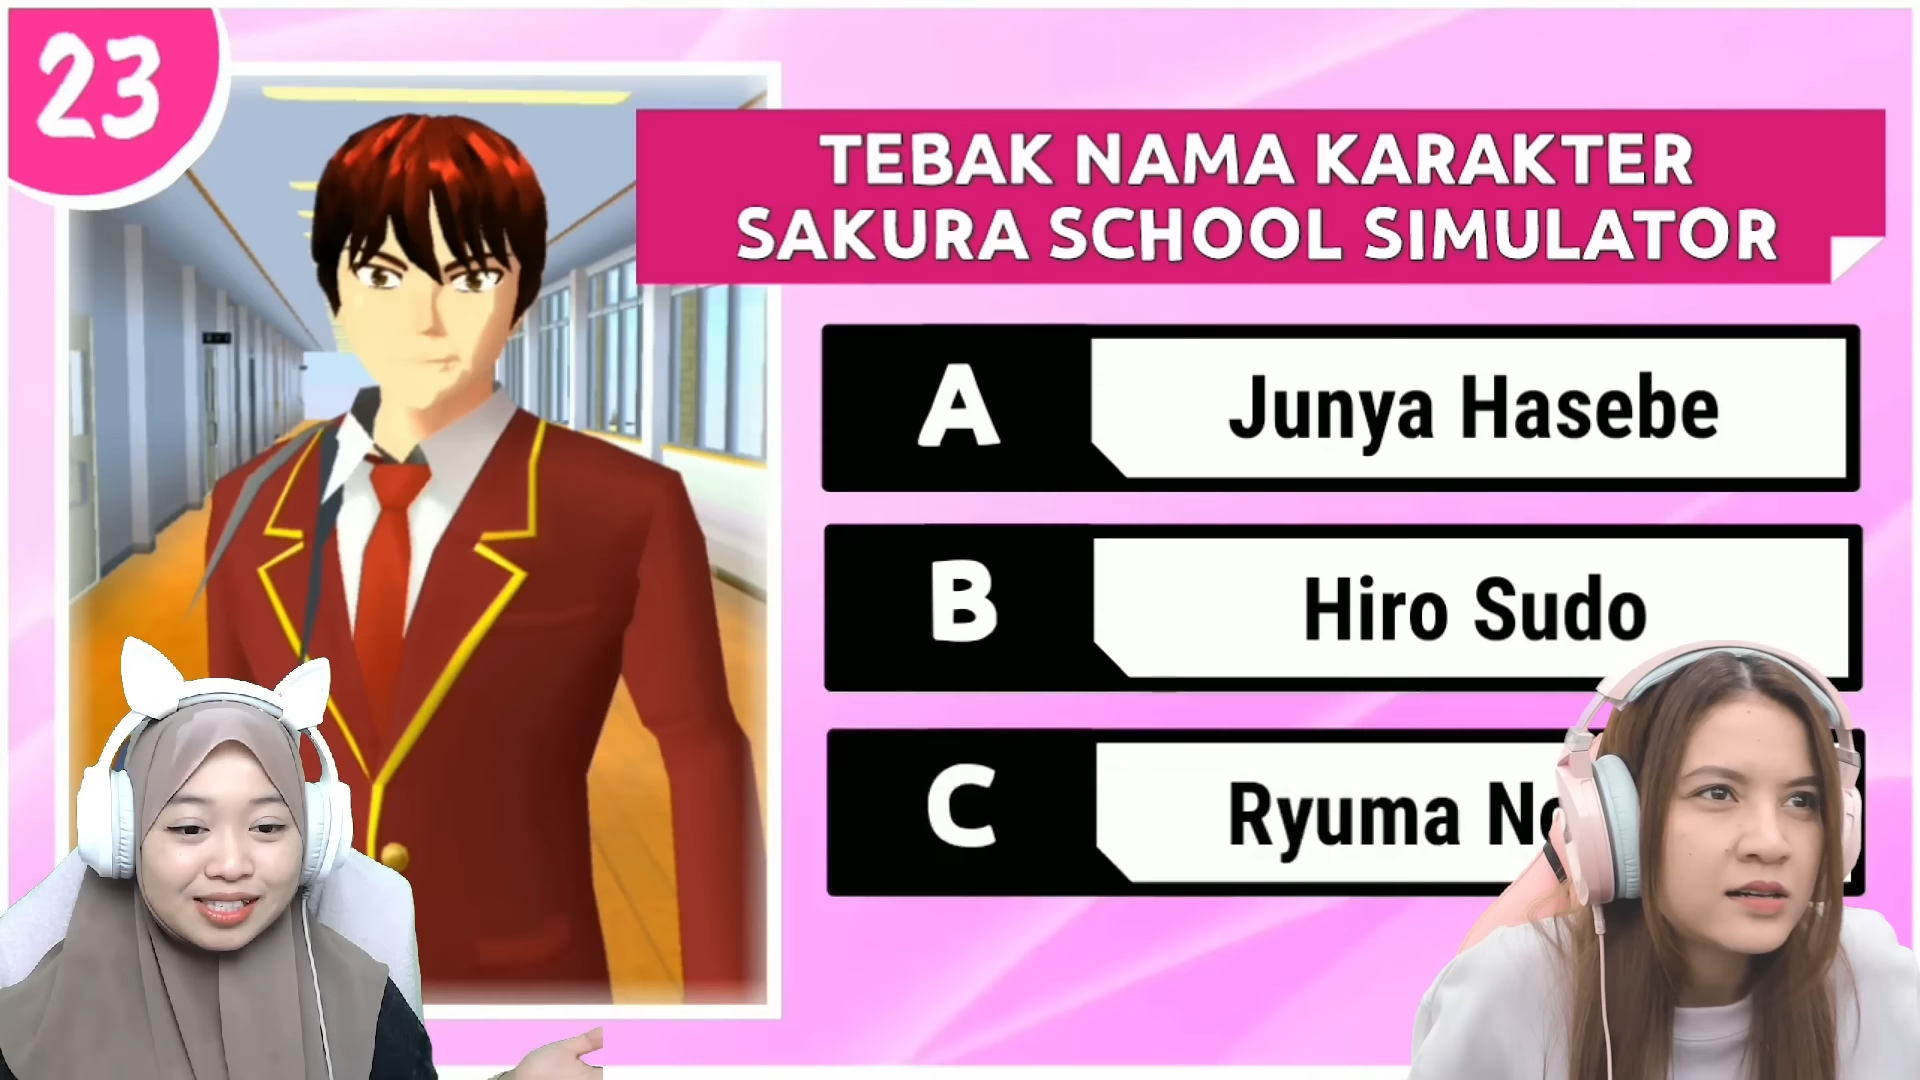 23
TEBAK NAMA KARAKTER
SAKURA SCHOOL SIMULATOR
A
Junya Hasebe
B
Hiro Sudo
C
Ryuma